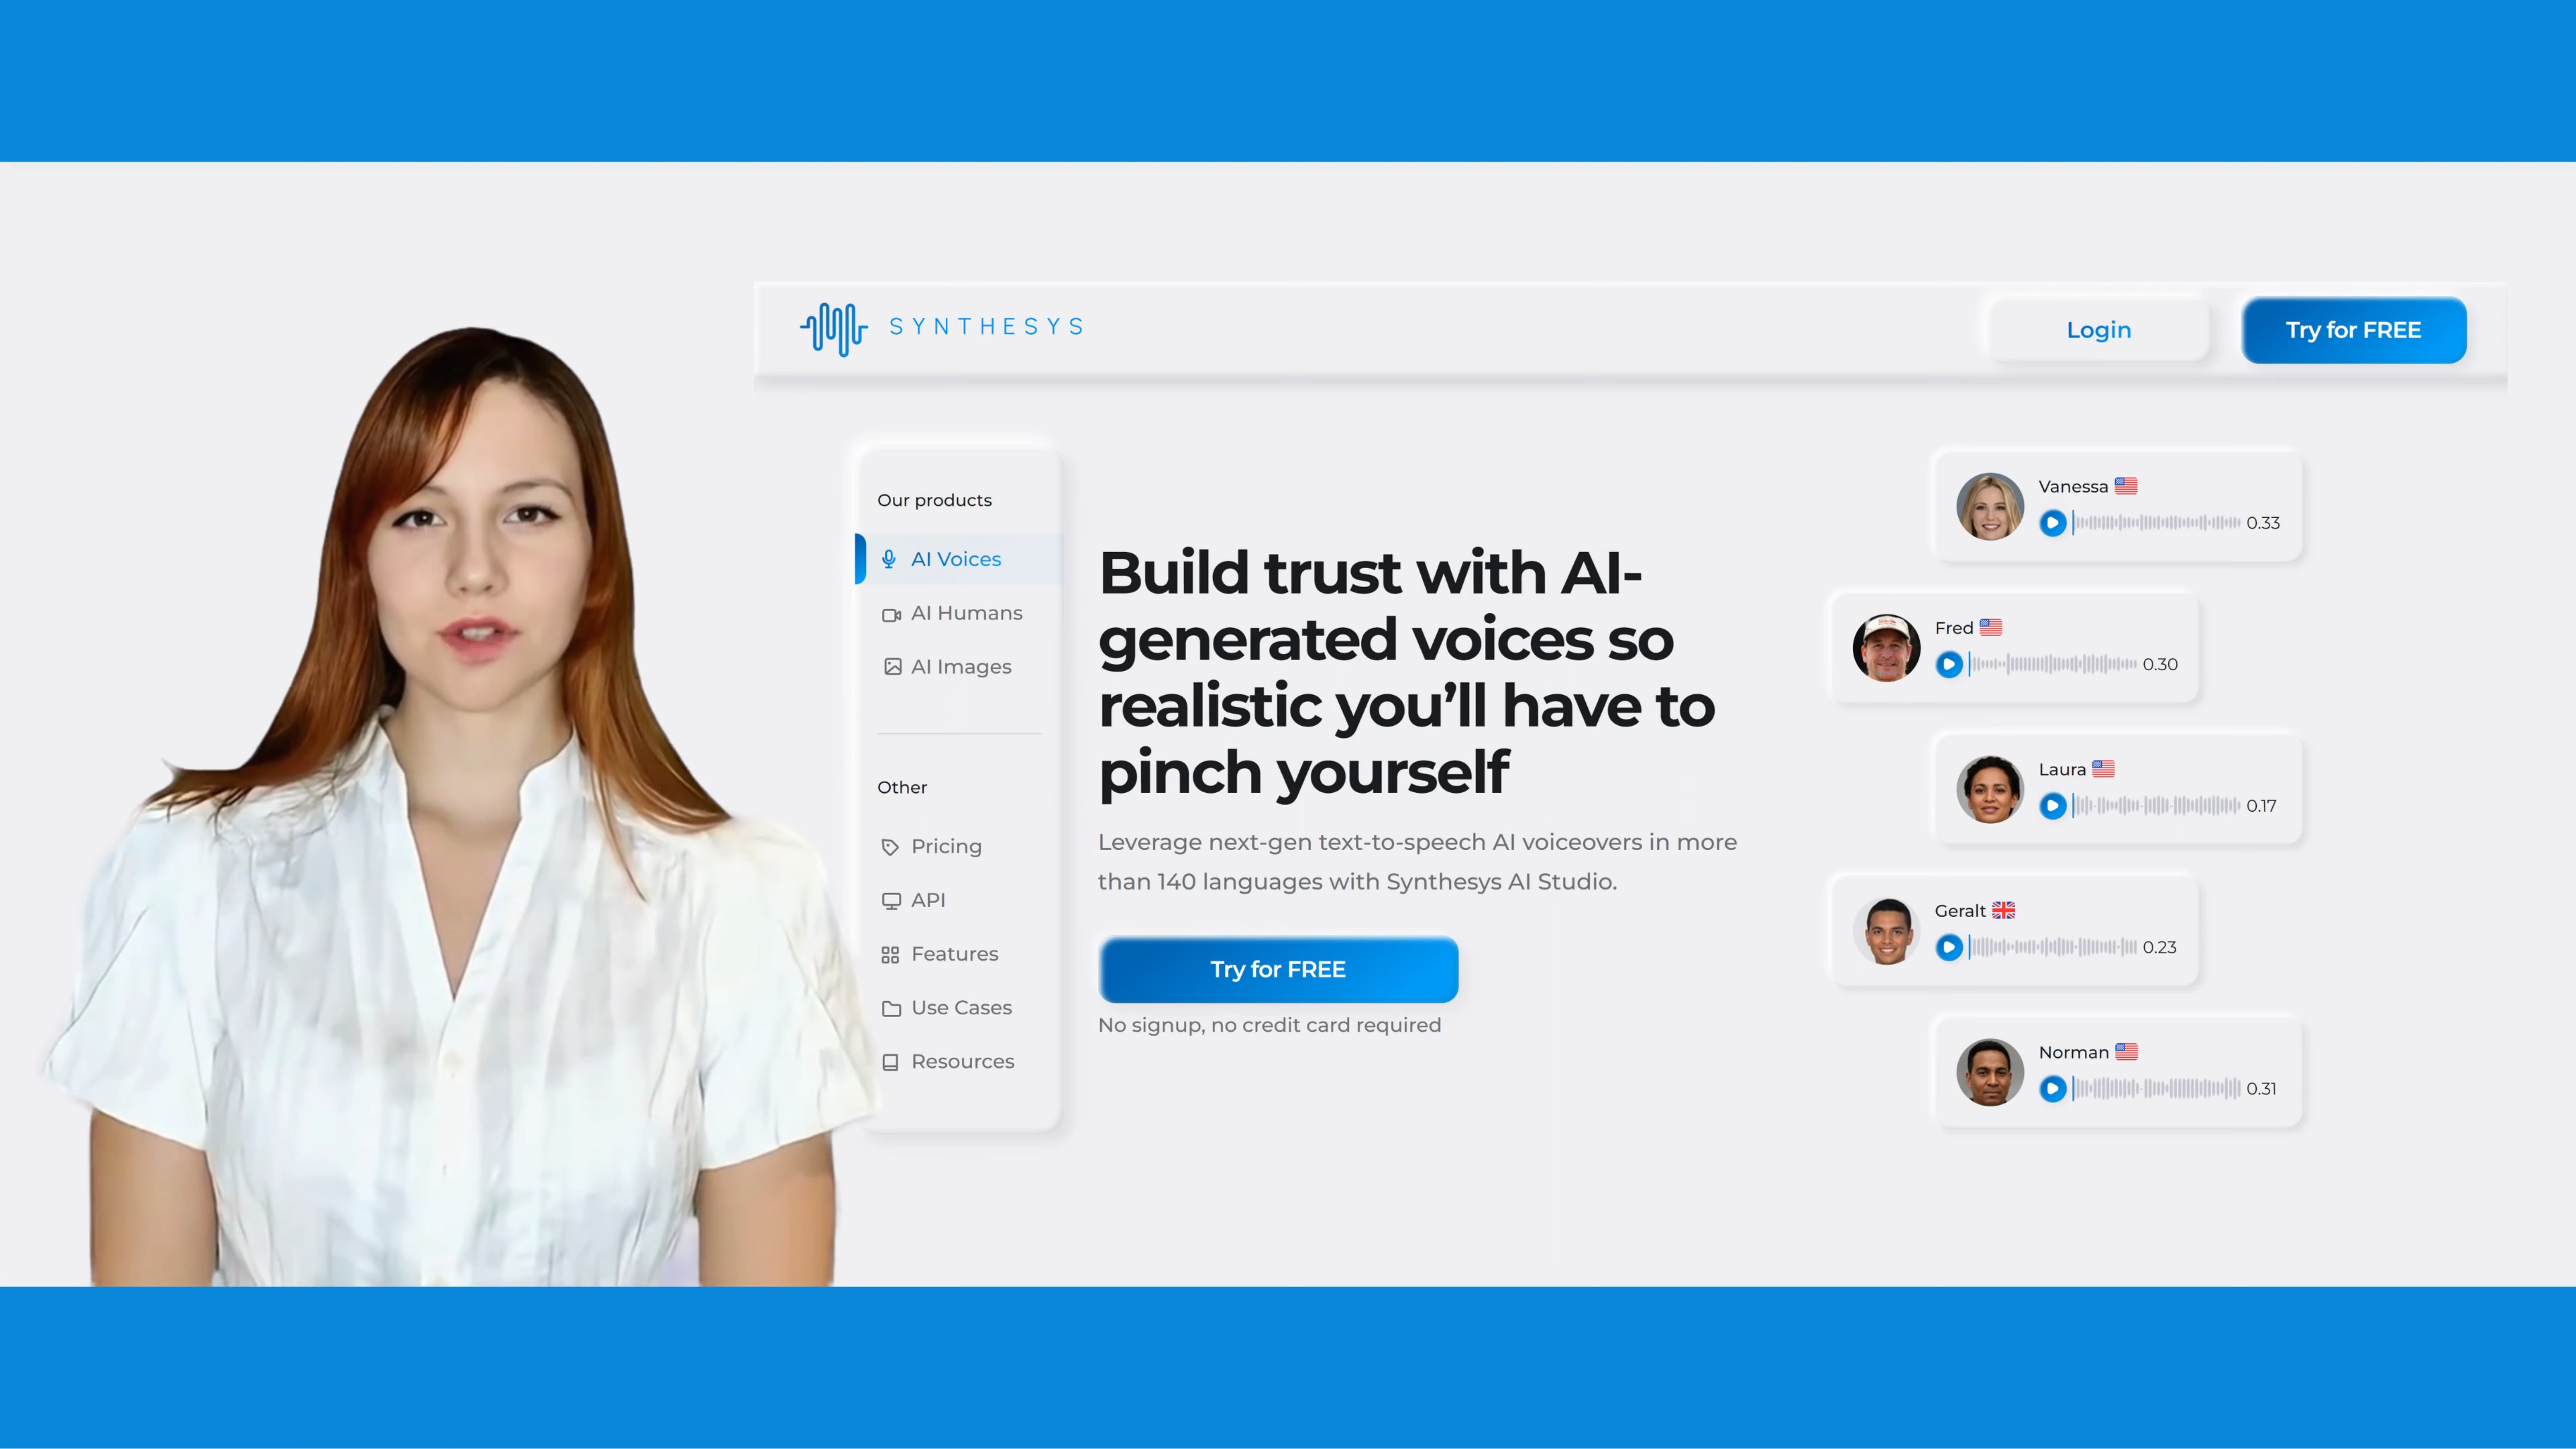 SYNTHESYS
Login
Try for FREE
Our products
AI Voices
AI Humans
AI Images
Other
Pricing
API
Features
Use Cases
Resources
Build trust with AI-
generated voices so
realistic you'll have to
pinch yourself
Leverage next-gen text-to-speech AI voiceovers in more
than 140 languages with Synthesys AI Studio.
Try for FREE
No signup, no credit card required
Vanessa
0.33
Fred
0.30
Laura
0.17
Geralt
0.23
Norman
0.31